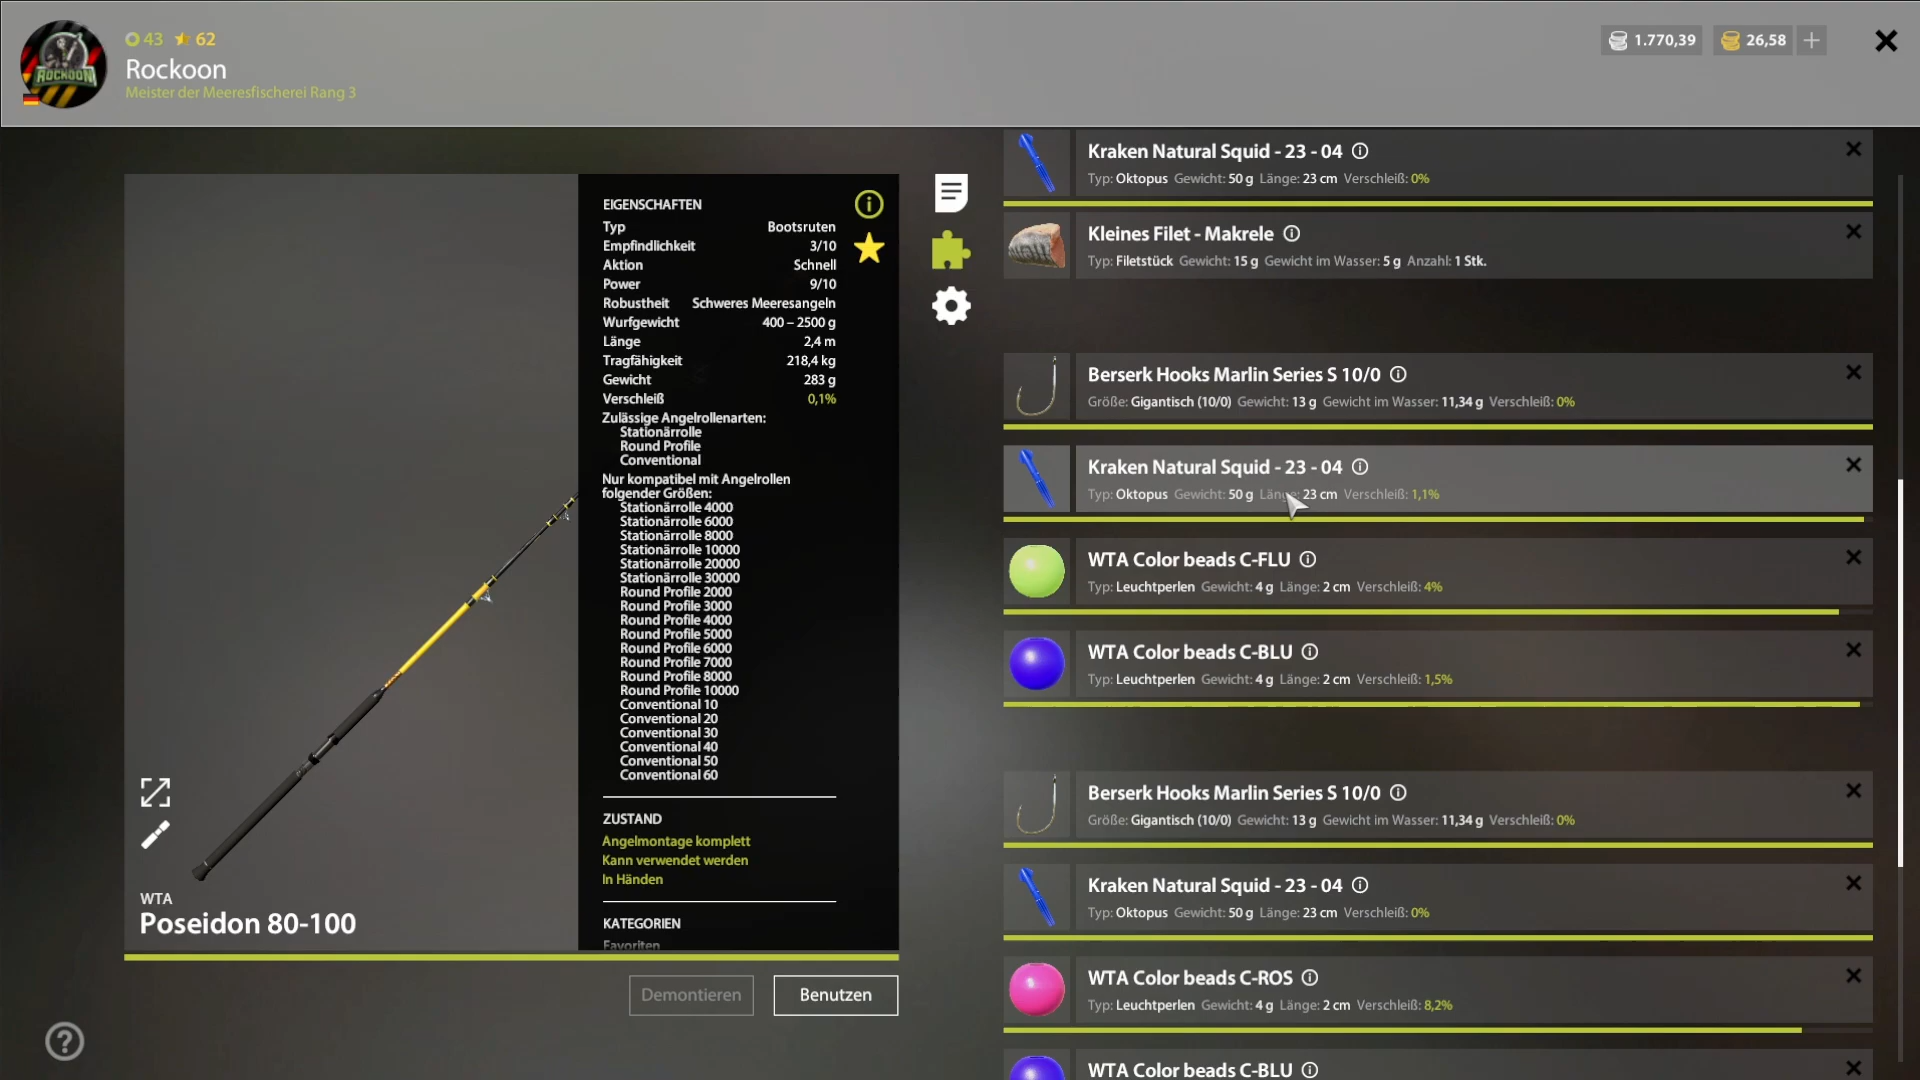 43 62
Rockoon
Meister der Meeresfischerei Rang 3
ROCKOON
1.770,39
26,58
EIGENSCHAFTEN
Typ Bootsruten
Empfindlichkeit 3/10
Aktion Schnell
Power 9/10
Robustheit Schweres Meeresangeln
Wurfgewicht 400 – 2500 g
Länge 2,4 m
Tragfähigkeit 218,4 kg
Gewicht 283 g
Verschleiß 0,1%
Zulässige Angelrollenarten:
Stationärrolle
Round Profile
Conventional
Nur kompatibel mit Angelrollen
folgender Größen:
Stationärrolle 4000
Stationärrolle 6000
Stationärrolle 8000
Stationärrolle 10000
Stationärrolle 20000
Stationärrolle 30000
Round Profile 2000
Round Profile 3000
Round Profile 4000
Round Profile 5000
Round Profile 6000
Round Profile 7000
Round Profile 8000
Round Profile 10000
Conventional 10
Conventional 20
Conventional 30
Conventional 40
Conventional 50
Conventional 60
ZUSTAND
Angelmontage komplett
Kann verwendet werden
In Händen
KATEGORIEN
Favoriten
WTA
Poseidon 80-100
Demontieren
Benutzen
Kraken Natural Squid - 23 - 04
Typ: Oktopus Gewicht: 50 g Länge: 23 cm Verschleiß: 0%
Kleines Filet - Makrele
Typ: Filetstück Gewicht: 15 g Gewicht im Wasser: 5 g Anzahl: 1 Stk.
Berserk Hooks Marlin Series S 10/0
Größe: Gigantisch (10/0) Gewicht: 13 g Gewicht im Wasser: 11,34 g Verschleiß: 0%
Kraken Natural Squid - 23 - 04
Typ: Oktopus Gewicht: 50 g Länge: 23 cm Verschleiß: 1,1%
WTA Color beads C-FLU
Typ: Leuchtperlen Gewicht: 4 g Länge: 2 cm Verschleiß: 4%
WTA Color beads C-BLU
Typ: Leuchtperlen Gewicht: 4 g Länge: 2 cm Verschleiß: 1,5%
Berserk Hooks Marlin Series S 10/0
Größe: Gigantisch (10/0) Gewicht: 13 g Gewicht im Wasser: 11,34 g Verschleiß: 0%
Kraken Natural Squid - 23 - 04
Typ: Oktopus Gewicht: 50 g Länge: 23 cm Verschleiß: 0%
WTA Color beads C-ROS
Typ: Leuchtperlen Gewicht: 4 g Länge: 2 cm Verschleiß: 8,2%
WTA Color beads C-BLU